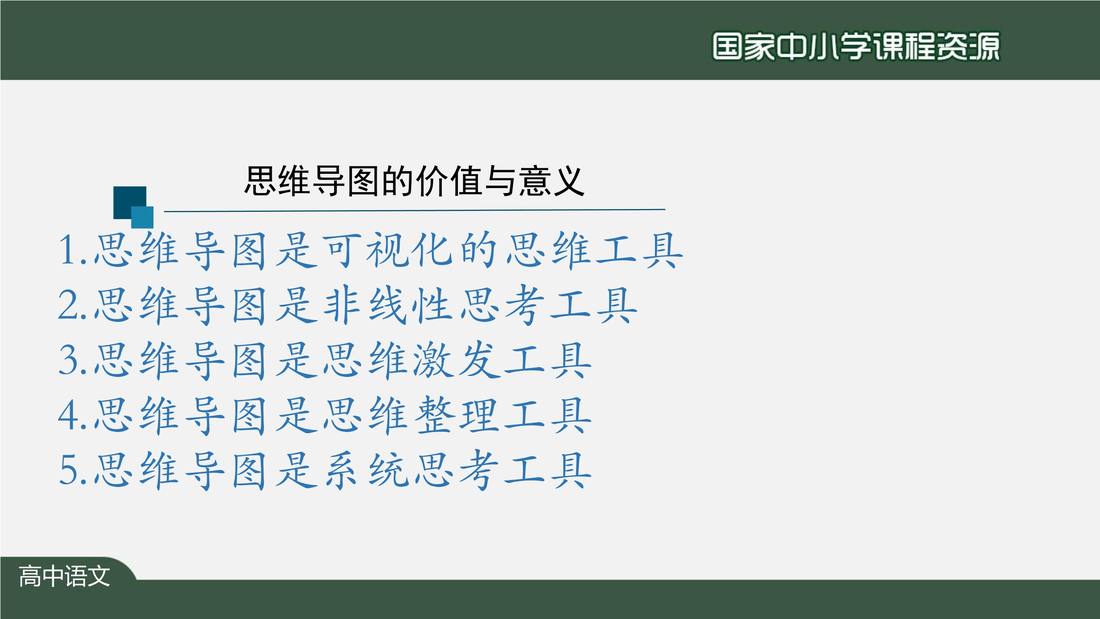 国家中小学课程资源
思维导图的价值与意义
1.思维导图是可视化的思维工具
2.思维导图是非线性思考工具
3.思维导图是思维激发工具
4.思维导图是思维整理工具
5.思维导图是系统思考工具
高中语文